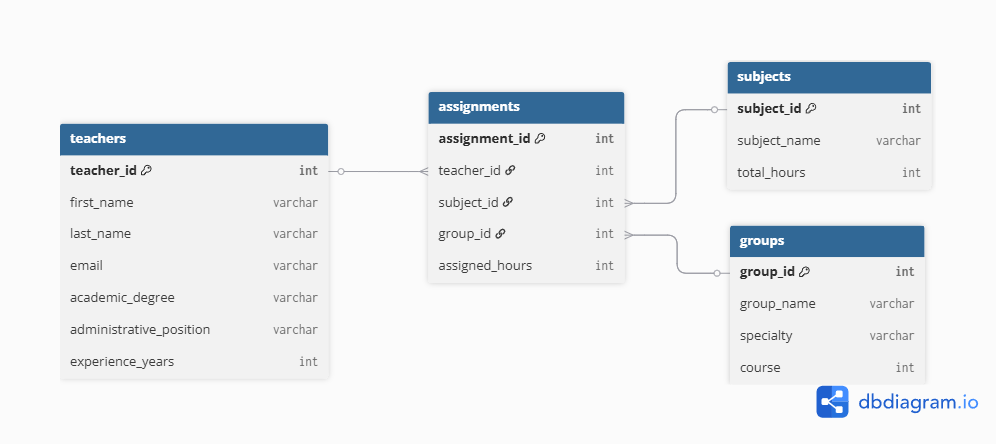 teachers
teacher_id int
first_name varchar
last_name varchar
email varchar
academic_degree varchar
administrative_position varchar
experience_years int
assignments
assignment_id int
teacher_id int
subject_id int
group_id int
assigned_hours int
subjects
subject_id int
subject_name varchar
total_hours int
groups
group_id int
group_name varchar
specialty varchar
course int
dbdiagram.io